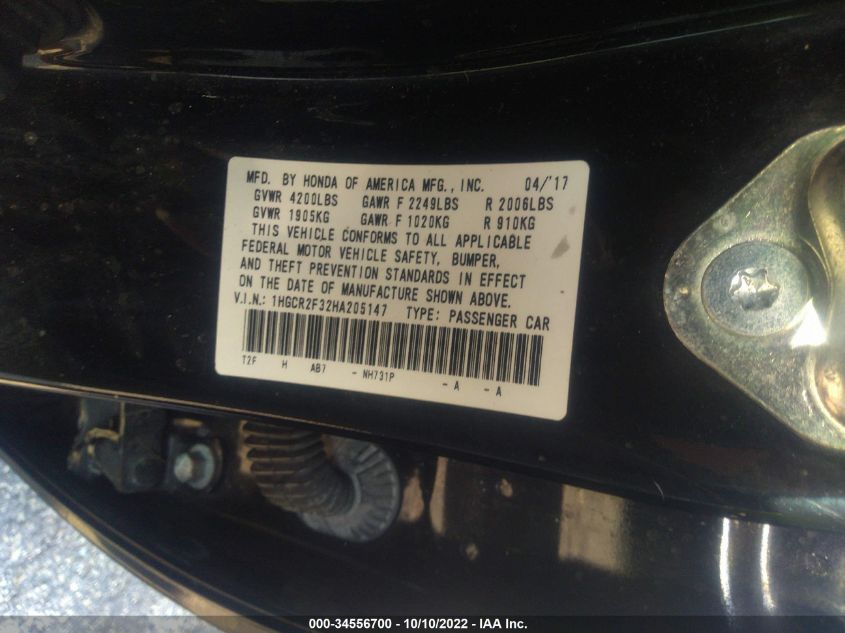 MFD. BY HONDA OF AMERICA MFG., INC. 04/'17
GVWR 4200LBS GAWR F 2249LBS R 2006LBS
GVWR 1905KG GAWR F 1020KG R 910KG
THIS VEHICLE CONFORMS TO ALL APPLICABLE
FEDERAL MOTOR VEHICLE SAFETY, BUMPER,
AND THEFT PREVENTION STANDARDS IN EFFECT
ON THE DATE OF MANUFACTURE SHOWN ABOVE.
V.I.N.: 1HGCR2F32HA205147 TYPE: PASSENGER CAR
T2F H AB7 - NH731P - A - A
000-34556700 - 10/10/2022 - IAA Inc.